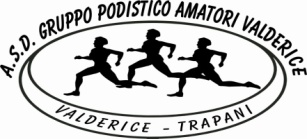 A.S.D. GRUPPO PODISTICO AMATORI VALDERICE
VALDERICE - TRAPANI